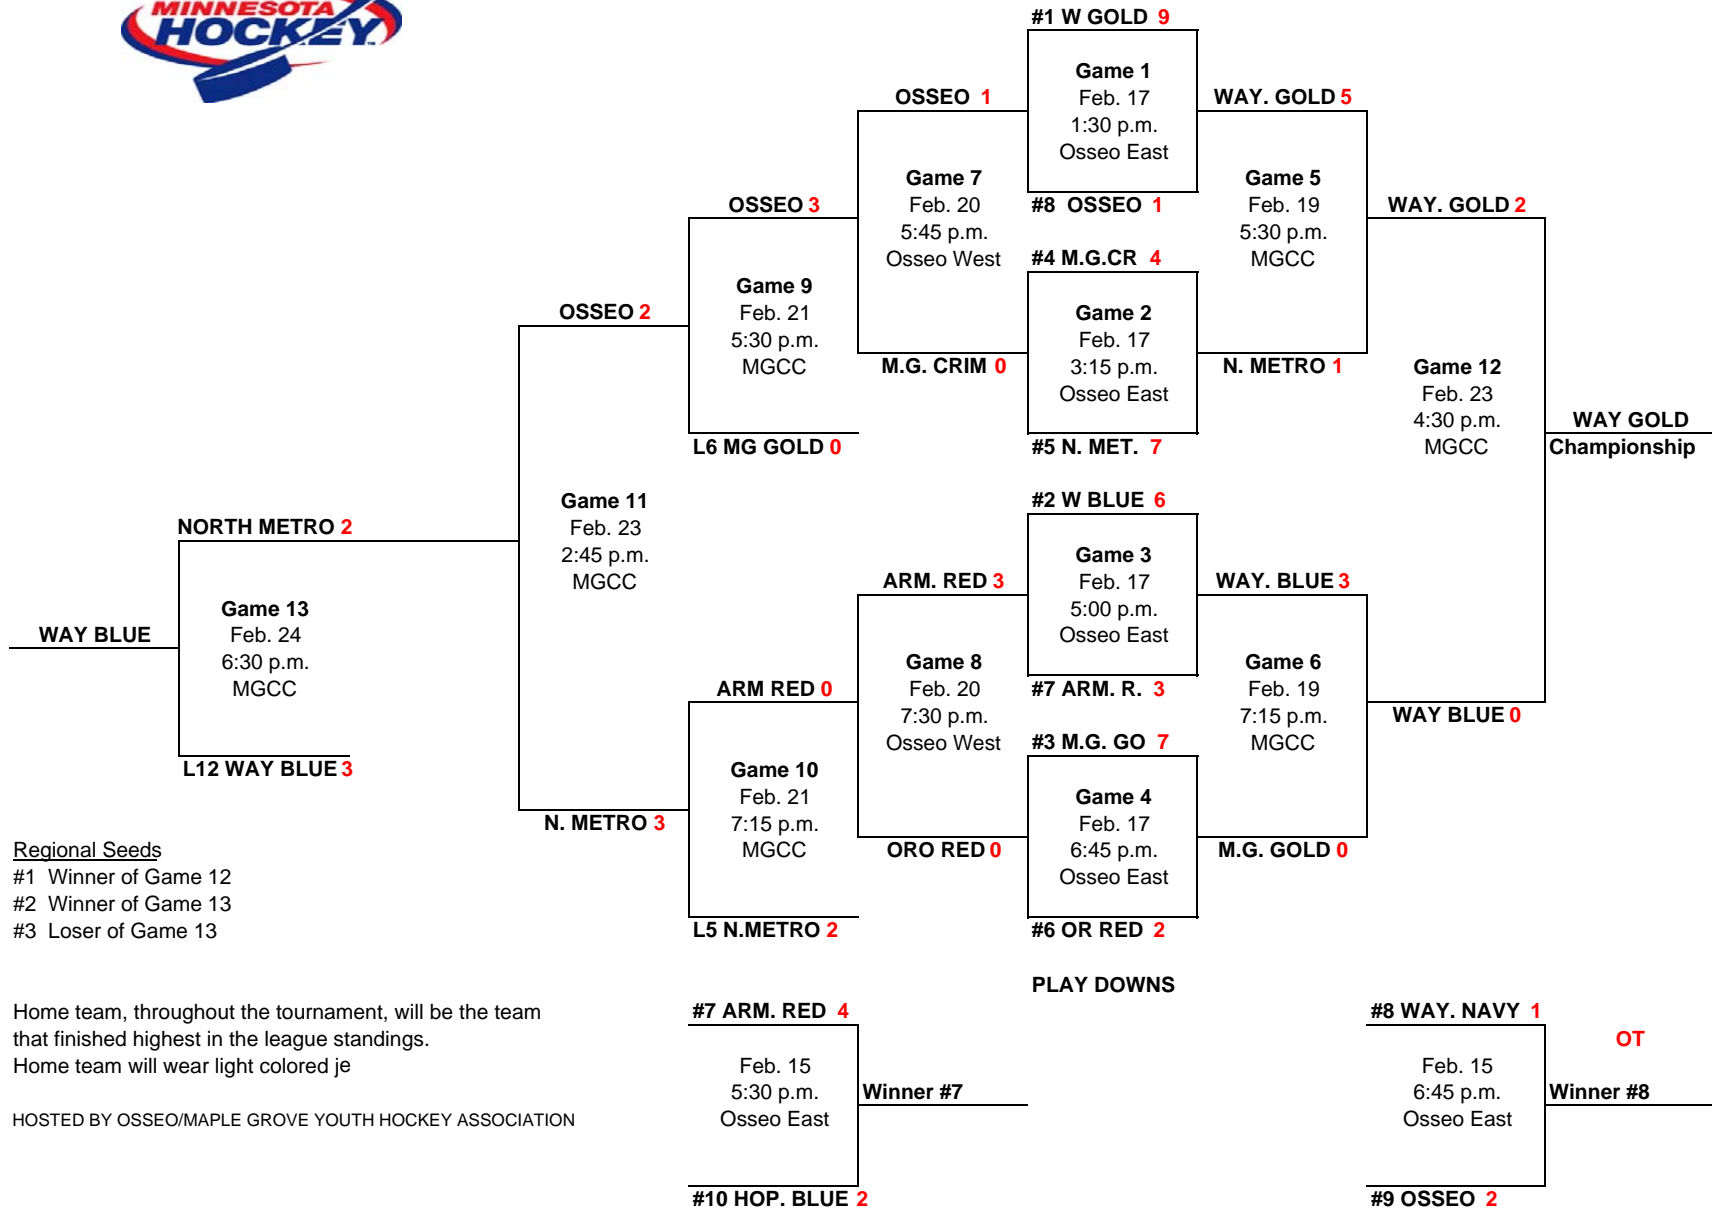 MINNESOTA
HOCKEY
#1 W GOLD 9
Game 1
Feb. 17
1:30 p.m.
Osseo East
#8 OSSEO 1
#4 M.G.CR 4
Game 2
Feb. 17
3:15 p.m.
Osseo East
#5 N. MET. 7
#2 W BLUE 6
Game 3
Feb. 17
5:00 p.m.
Osseo East
#7 ARM. R. 3
#3 M.G. GO 7
Game 4
Feb. 17
6:45 p.m.
Osseo East
#6 OR RED 2
WAY. GOLD 5
Game 5
Feb. 19
5:30 p.m.
MGCC
N. METRO 1
WAY. BLUE 3
Game 6
Feb. 19
7:15 p.m.
MGCC
M.G. GOLD 0
WAY. GOLD 2
Game 12
Feb. 23
4:30 p.m.
MGCC
WAY BLUE 0
WAY GOLD
Championship
OSSEO 1
Game 7
Feb. 20
5:45 p.m.
Osseo West
M.G. CRIM 0
ARM. RED 3
Game 8
Feb. 20
7:30 p.m.
Osseo West
ORO RED 0
OSSEO 3
Game 9
Feb. 21
5:30 p.m.
MGCC
L6 MG GOLD 0
ARM RED 0
Game 10
Feb. 21
7:15 p.m.
MGCC
L5 N.METRO 2
OSSEO 2
Game 11
Feb. 23
2:45 p.m.
MGCC
N. METRO 3
NORTH METRO 2
Game 13
Feb. 24
6:30 p.m.
MGCC
L12 WAY BLUE 3
WAY BLUE
Regional Seeds
#1 Winner of Game 12
#2 Winner of Game 13
#3 Loser of Game 13
Home team, throughout the tournament, will be the team
that finished highest in the league standings.
Home team will wear light colored je
HOSTED BY OSSEO/MAPLE GROVE YOUTH HOCKEY ASSOCIATION
PLAY DOWNS
#7 ARM. RED 4
Feb. 15
5:30 p.m.
Osseo East
#10 HOP. BLUE 2
Winner #7
#8 WAY. NAVY 1
OT
Feb. 15
6:45 p.m.
Osseo East
#9 OSSEO 2
Winner #8